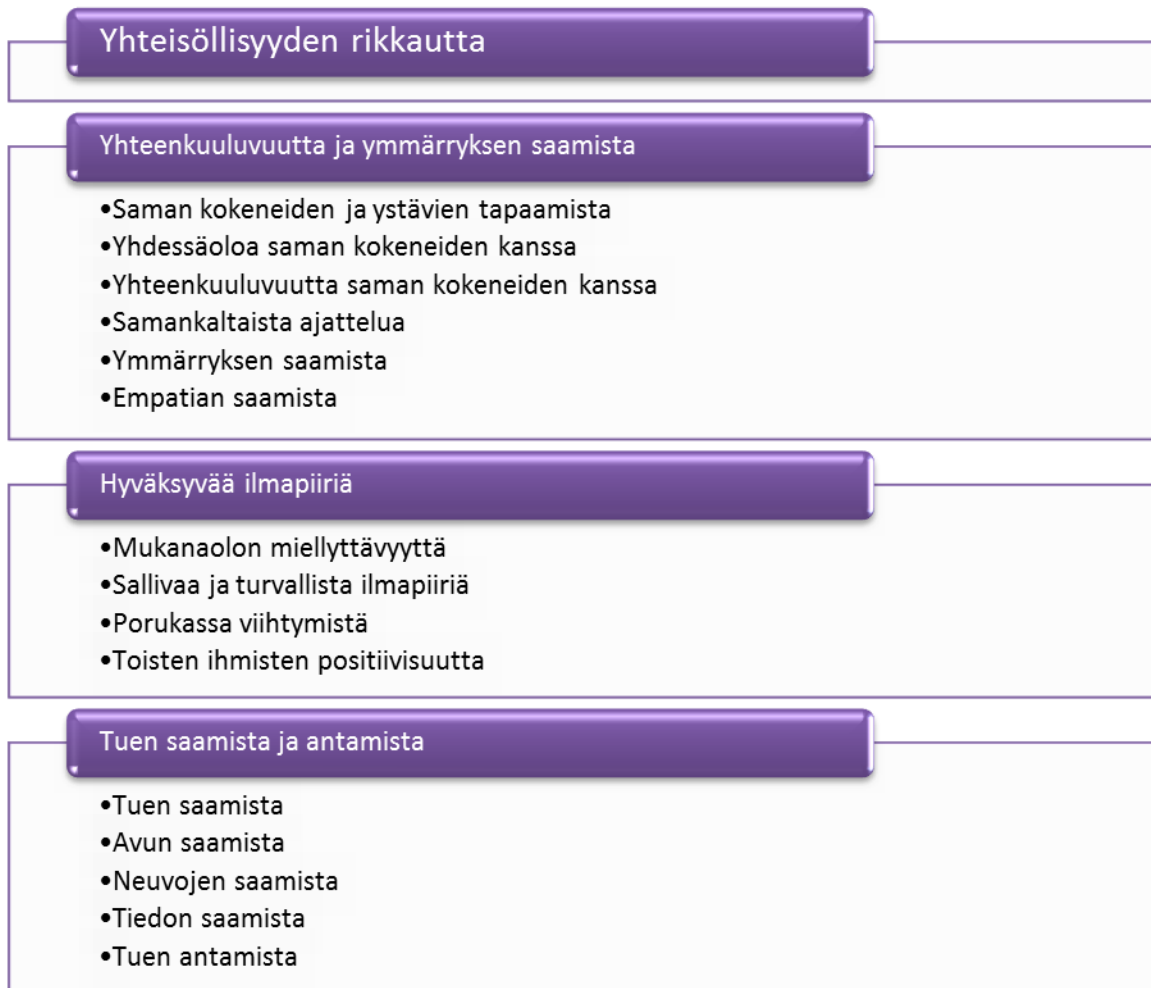 Yhteisöllisyyden rikkautta
Yhteenkuuluvuutta ja ymmärryksen saamista
•Saman kokeneiden ja ystävien tapaamista
•Yhdessäoloa saman kokeneiden kanssa
•Yhteenkuuluvuutta saman kokeneiden kanssa
•Samankaltaista ajattelua
•Ymmärryksen saamista
•Empatian saamista
Hyväksyvää ilmapiiriä
•Mukanaolon miellyttävyyttä
•Sallivaa ja turvallista ilmapiiriä
•Porukassa viihtymistä
•Toisten ihmisten positiivisuutta
Tuen saamista ja antamista
•Tuen saamista
•Avun saamista
•Neuvojen saamista
•Tiedon saamista
•Tuen antamista